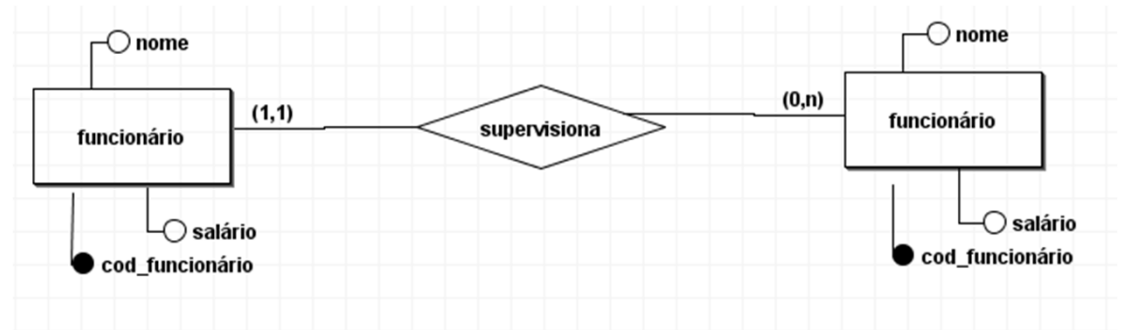 nome
funcionário
(1,1)
salário
cod_funcionário
supervisiona
(0,n)
nome
funcionário
salário
cod_funcionário